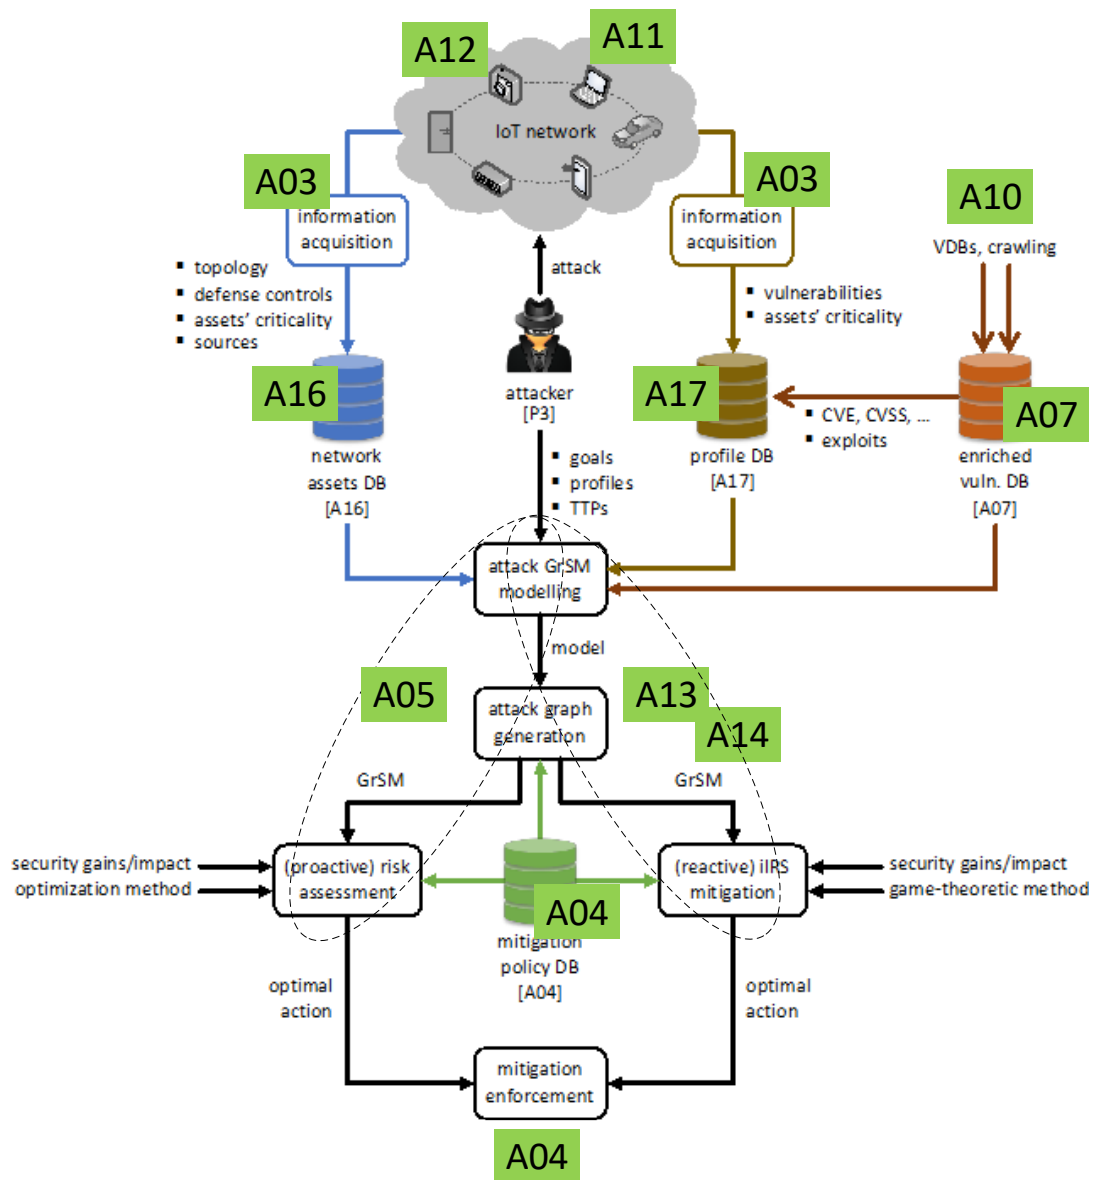 A12
A11
IoT network
A03
information
acquisition
A03
information
acquisition
A10
VDBs, crawling
attack
▪ topology
▪ defense controls
▪ assets' criticality
▪ sources
▪ vulnerabilities
▪ assets' criticality
A16
attacker
[P3]
A17
▪ CVE, CVSS, ...
▪ exploits
A07
network
assets DB
[A16]
▪ goals
▪ profiles
▪ TTPs
profile DB
[A17]
enriched
vuln. DB
[A07]
attack GrSM
modelling
model
A05
attack graph
generation
A13
A14
GrSM
GrSM
security gains/impact
optimization method
(proactive) risk
assessment
A04
(reactive) iIRS
mitigation
security gains/impact
game-theoretic method
mitigation
policy DB
[A04]
optimal
action
optimal
action
mitigation
enforcement
A04